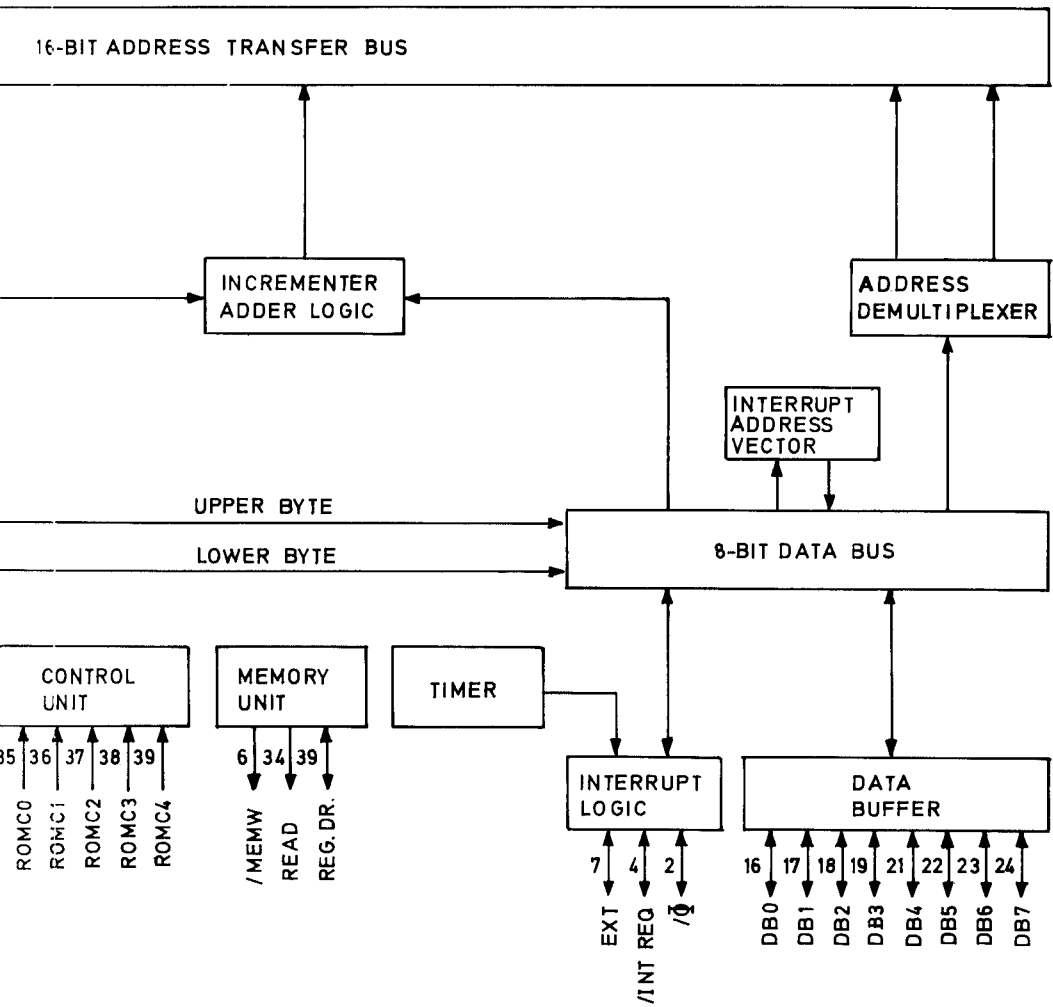 16-BIT ADDRESS TRANSFER BUS
INCREMENTER
ADDER LOGIC
ADDRESS
DEMULTIPLEXER
INTERRUPT
ADDRESS
VECTOR
UPPER BYTE
LOWER BYTE
8-BIT DATA BUS
CONTROL
UNIT
MEMORY
UNIT
TIMER
35 36 37 38 39
6 34 39
ROMC0
ROMC1
ROMC2
ROMC3
ROMC4
/MEMW
READ
REG.DR.
INTERRUPT
LOGIC
DATA
BUFFER
7 4 2
16 17 18 19 21 22 23 24
EXT
/INT REQ
/Φ
DB0
DB1
DB2
DB3
DB4
DB5
DB6
DB7